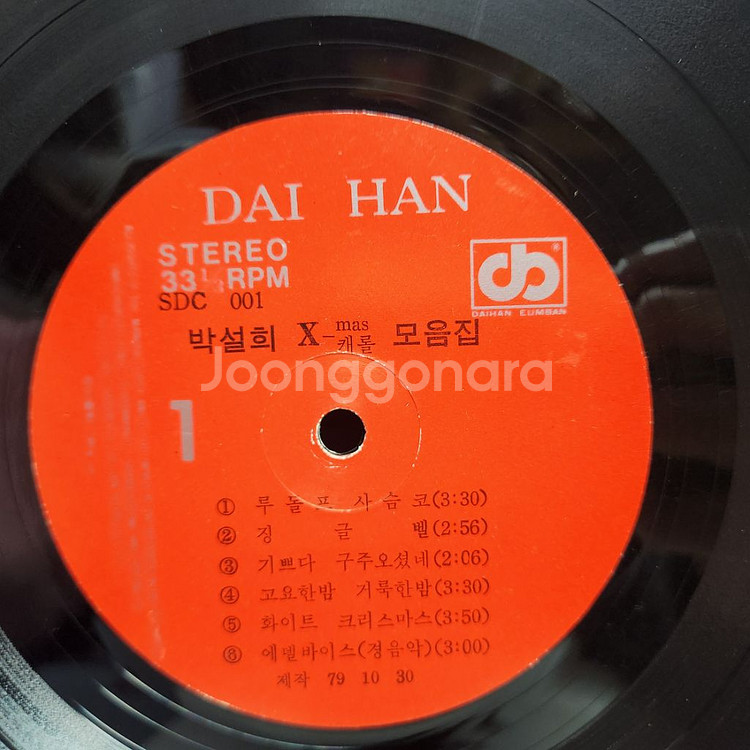 DAI HAN
STEREO
33 1/3 RPM
SDC 001
DAIHAN EUMBAN
박설희 X-mas 캐롤 모음집
Joonggonara
1
① 루돌프 사슴코(3:30)
② 징글벨(2:56)
③ 기쁘다 구주오셨네(2:06)
④ 고요한밤 거룩한밤(3:30)
⑤ 화이트 크리스마스(3:50)
⑥ 에델바이스(경음악)(3:00)
제작 79 10 30